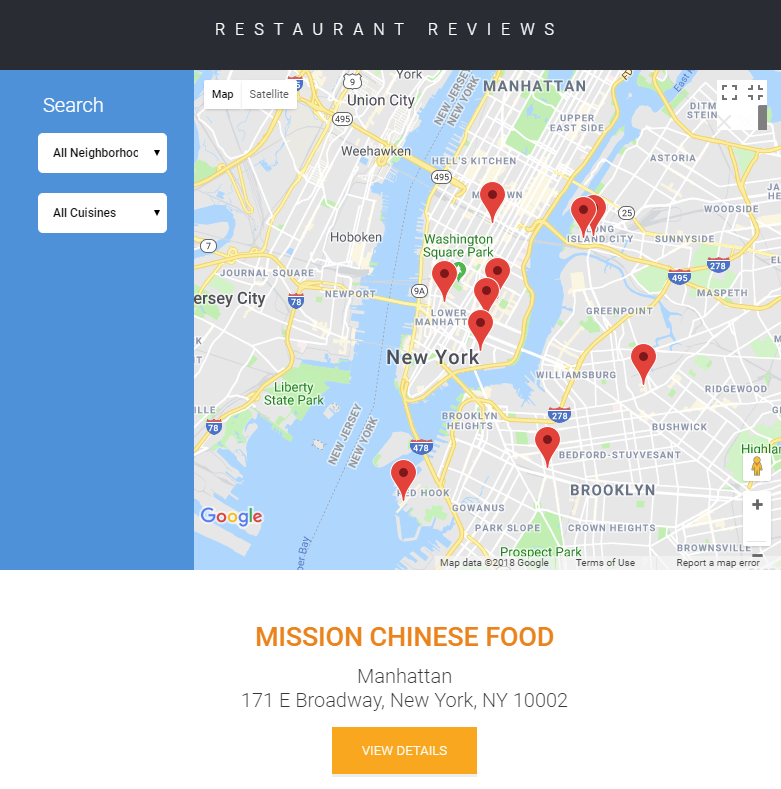 RESTAURANT REVIEWS
Search
All Neighborhoc
All Cuisines
Map
Satellite
York
MANHATTAN
9
Union City
495
NEW JERSEY
NEW YORK
UPPER
EAST SIDE
DITM
STEIN
Weehawken
HELL'S KITCHEN
ASTORIA
495
WOODSIDE
25
ISLAND CITY
SUNNYSIDE
7
Hoboken
Washington
Square Park
278
JOURNAL SQUARE
495
MASPETH
ersey City
NEWPORT
78
9A
LOWER
MANHATT
GREENPOINT
New York
WILLIAMSBURG
RIDGEWOOD
Liberty
State Park
NEW JERSEY
NEW YORK
BROOKLYN
HEIGHTS
278
BUSHWICK
78
478
BEDFORD-STUYVESANT
Highlan
RED HOOK
BROOKLYN
GOWANUS
Google
PARK SLOPE
CROWN HEIGHTS
Prospect Park
BROWNSVILLE
per Bay
Map data ©2018 Google
Terms of Use
Report a map error
MISSION CHINESE FOOD
Manhattan
171 E Broadway, New York, NY 10002
VIEW DETAILS